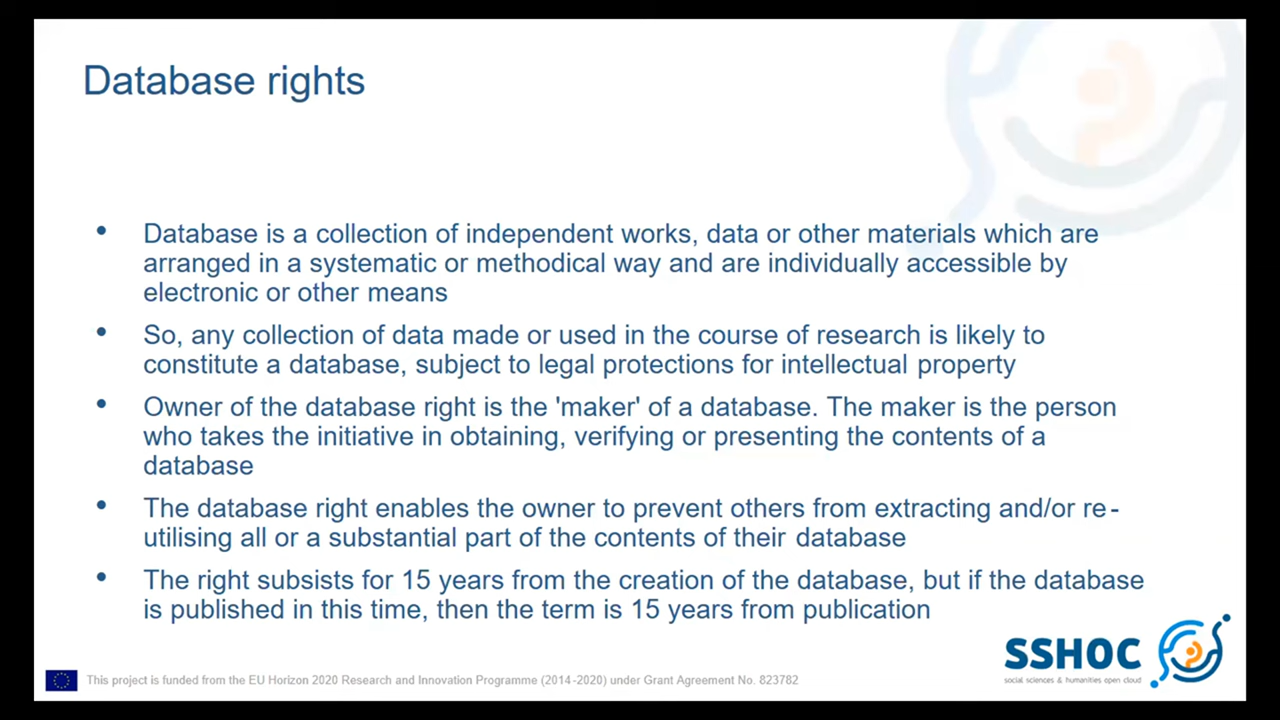 Database rights
• Database is a collection of independent works, data or other materials which are
arranged in a systematic or methodical way and are individually accessible by
electronic or other means
• So, any collection of data made or used in the course of research is likely to
constitute a database, subject to legal protections for intellectual property
• Owner of the database right is the 'maker' of a database. The maker is the person
who takes the initiative in obtaining, verifying or presenting the contents of a
database
• The database right enables the owner to prevent others from extracting and/or re-
utilising all or a substantial part of the contents of their database
• The right subsists for 15 years from the creation of the database, but if the database
is published in this time, then the term is 15 years from publication
SSHOC
social sciences & humanities open cloud
This project is funded from the EU Horizon 2020 Research and Innovation Programme (2014-2020) under Grant Agreement No. 823782